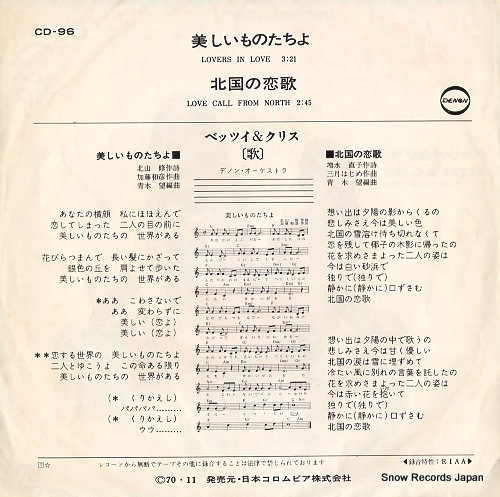 CD-96
美しいものたちよ
LOVERS IN LOVE 3:21
北国の恋歌
LOVE CALL FROM NORTH 2:45
DENON
ベッツイ&クリス
〔歌〕
デノン・オーケストラ
美しいものたちよ■
北山 修作詩
加藤和彦作曲
青木 望編曲
あなたの横顔 私にほほえんで
恋してしまった 二人の目の前に
美しいものたちの 世界がある
花びらつまんで 長い髪にかざって
銀色の丘を 肩よせて歩いた
美しいものたちの 世界がある
*ああ こわさないで
ああ 変わらずに
美しい (恋よ)
美しい (恋よ)
**恋する世界の 美しいものたちよ
二人とゆこうよ この命ある限り
美しいものたちの 世界がある
(* くりかえし)
パパパパ………
(* くりかえし)
ウウ………
美しいものたちよ
■北国の恋歌
増永 直子作詩
三月はじめ作曲
青木 望編曲
想い出は夕陽の影からくるの
悲しみさえ今は美しい色
北国の雪溶け待ち切れなくて
恋を残して椰子の木影に帰ったの
花を求めさまよった二人の姿は
今は白い砂浜で
独りで(独りで)
静かに(静かに)口ずさむ
北国の恋歌
想い出は夕陽の中で歌うの
悲しみさえ今は甘く優しい
北国の涙は雪に埋ずめて
冷たい風に別れの言葉を託したの
花を求めさまよった二人の姿は
今は赤い花を抱いて
独りで(独りで)
静かに(静かに)口ずさむ
北国の恋歌
レコードから無断でテープその他に録音することは法律で禁じられております
◀録音特性:RIAA▶
Ⓒ70・11 発売元・日本コロムビア株式会社
Snow Records Japan